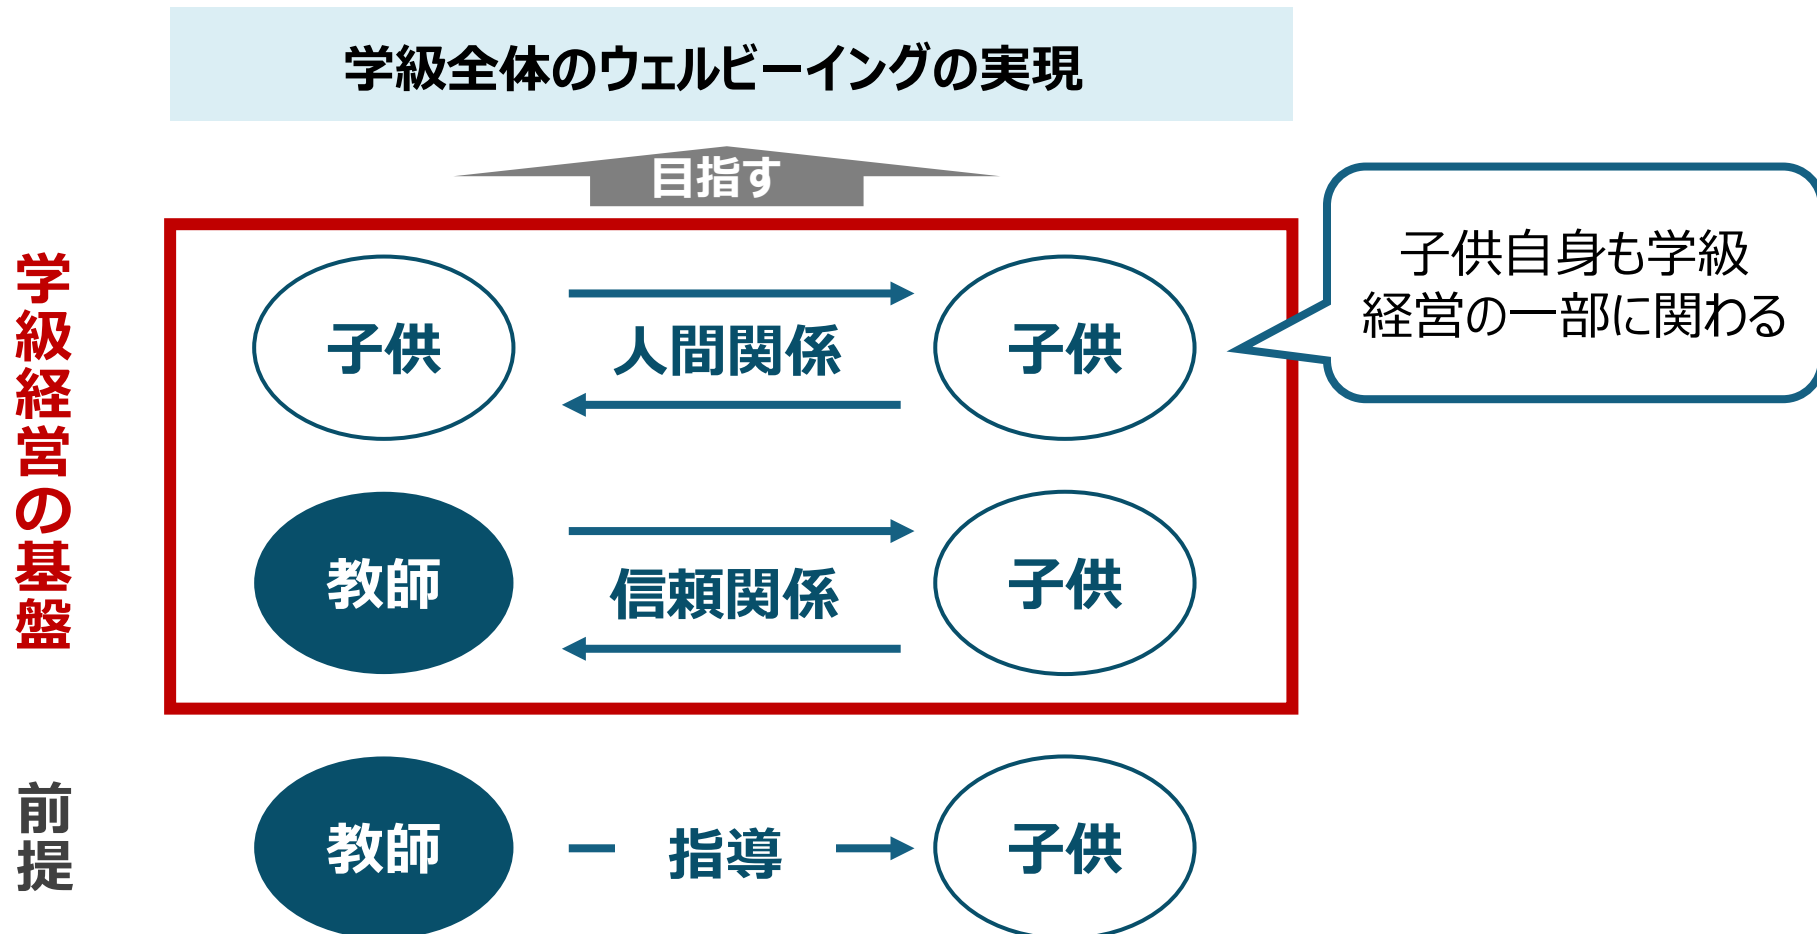 学級全体のウェルビーイングの実現
目指す
学級経営の基盤
子供
人間関係
子供
子供自身も学級
経営の一部に関わる
教師
信頼関係
子供
前提
教師
指導
子供